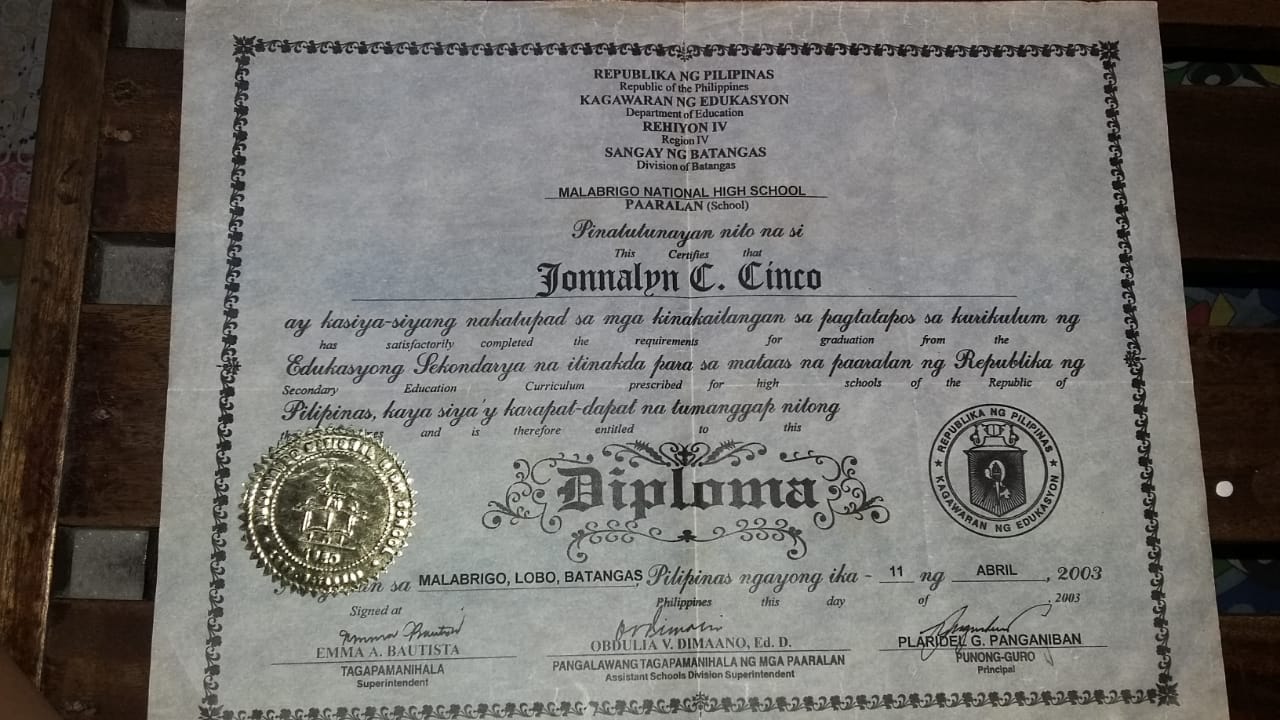 REPUBLIKA NG PILIPINAS
Republic of the Philippines
KAGAWARAN NG EDUKASYON
Department of Education
REHIYON IV
Region IV
SANGAY NG BATANGAS
Division of Batangas
MALABRIGO NATIONAL HIGH SCHOOL
PAARALAN (School)
Pinatutunayan nito na si
This Certifies that
Jonnalyn C. Cinco
ay kasiya-siyang nakatupad sa mga kinakailangan sa pagtatapos sa kurikulum ng
has satisfactorily completed the requirements for graduation from the
Edukasyong Sekondarya na itinakda para sa mataas na paaralan ng Republika ng
Secondary Education Curriculum prescribed for high schools of the Republic of
Pilipinas, kaya siya'y karapat-dapat na tumanggap nitong
and is therefore entitled to this
Diploma
REPUBLIKA NG PILIPINAS
KAGAWARAN NG EDUKASYON
sa MALABRIGO, LOBO, BATANGAS, Pilipinas ngayong ika - 11 ng ABRIL, 2003
Signed at Philippines this day of , 2003
Emma Bautista
EMMA A. BAUTISTA
TAGAPAMANIHALA
Superintendent
OBDULIA V. DIMAANO, Ed. D.
PANGALAWANG TAGAPAMANIHALA NG MGA PAARALAN
Assistant Schools Division Superintendent
PLARIDEL G. PANGANIBAN
PUNONG-GURO
Principal